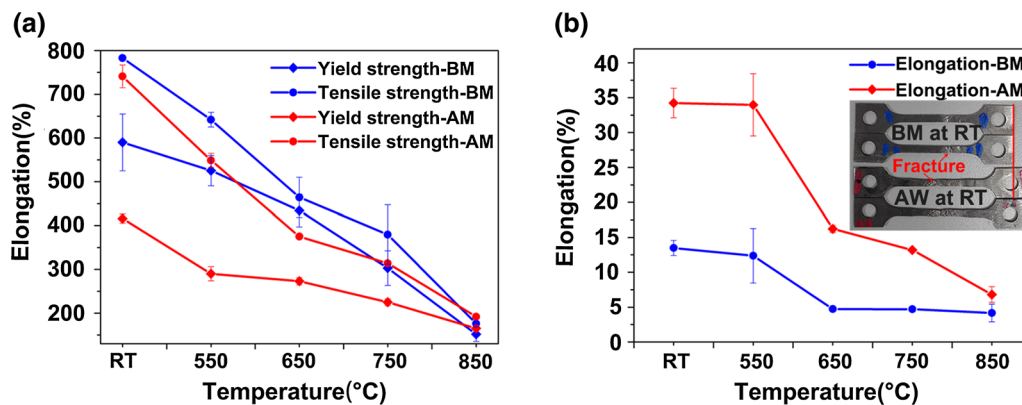 (a)
800
700
600
500
400
300
200
Elongation(%)
Yield strength-BM
Tensile strength-BM
Yield strength-AM
Tensile strength-AM
RT 550 650 750 850
Temperature(°C)
(b)
40
35
30
25
20
15
10
5
0
Elongation(%)
Elongation-BM
Elongation-AM
BM at RT
Fracture
AW at RT
RT 550 650 750 850
Temperature(°C)